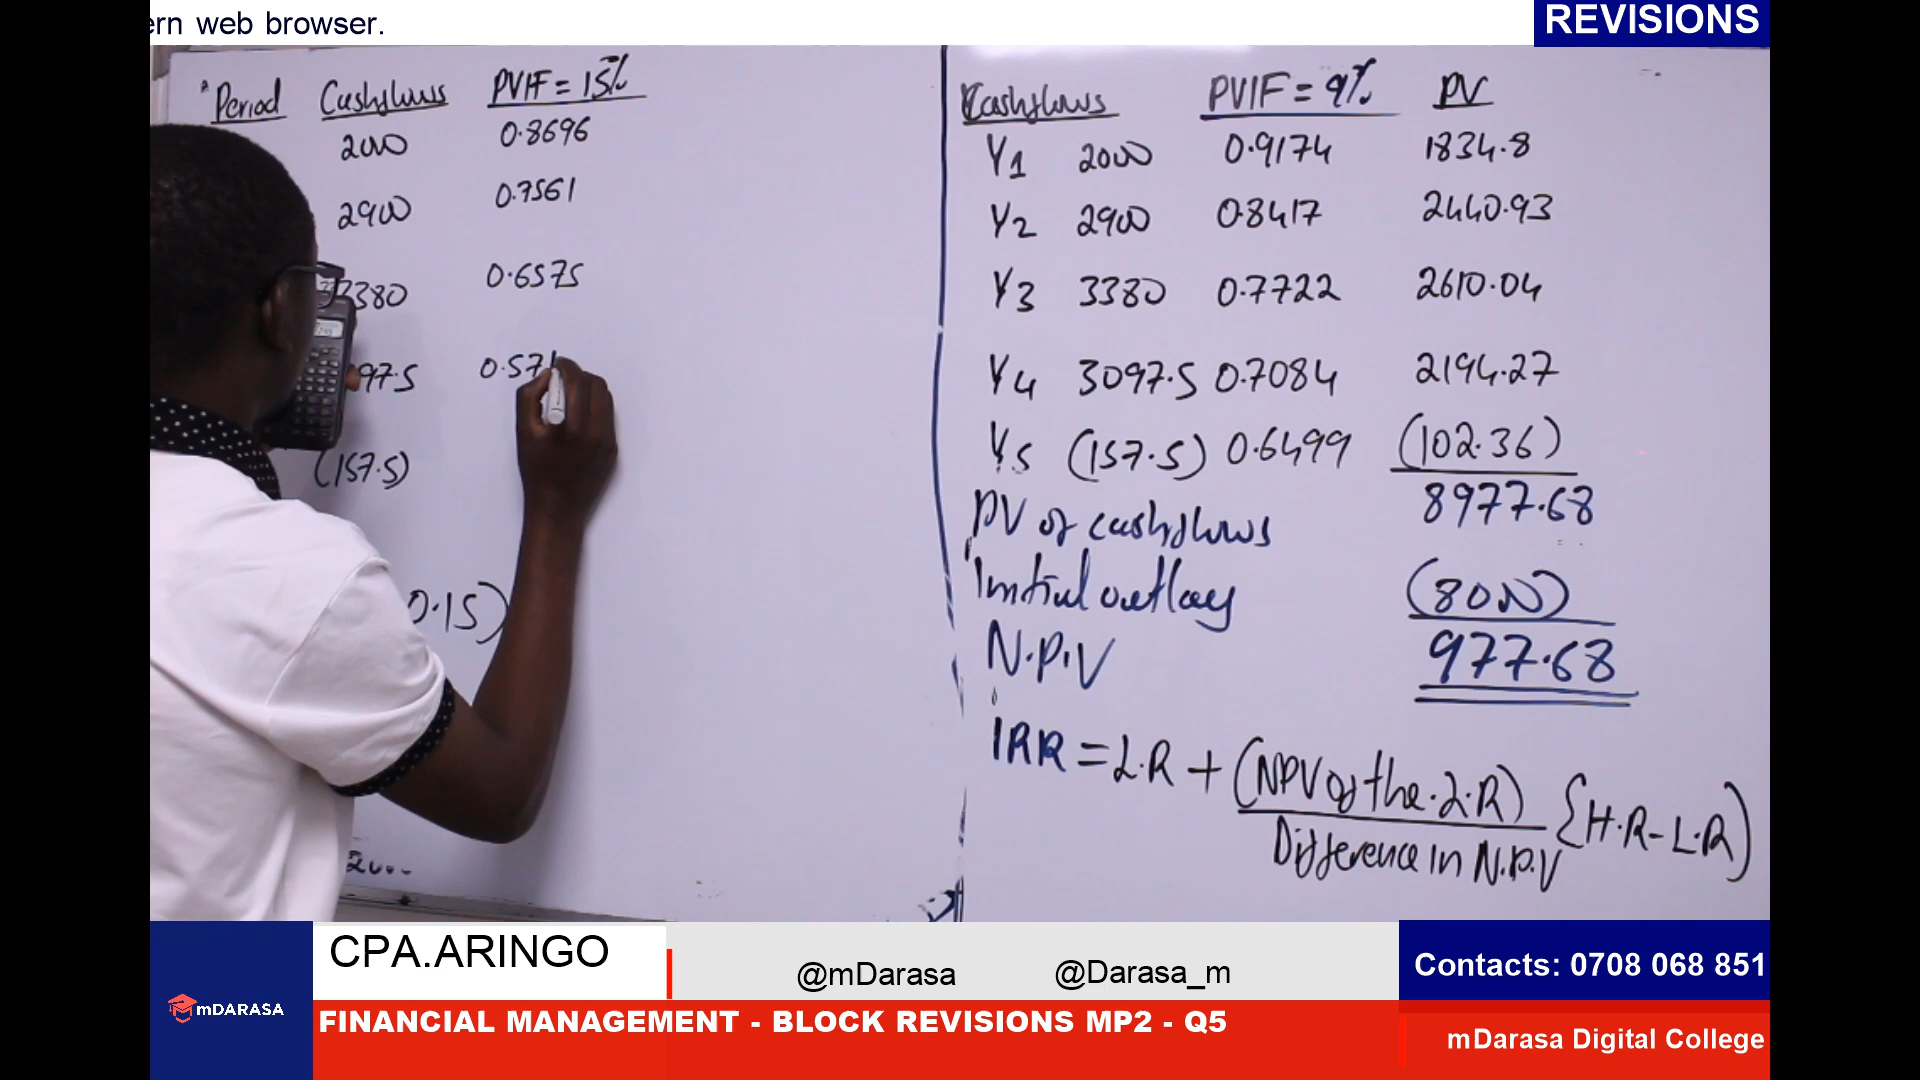 ern web browser.
REVISIONS
Period Cashflows PVIF = 15%
2000 0.8696
2900 0.7561
3380 0.6575
97.5 0.571
(157.5)
0.15)
Cashflows PVIF = 9% PV
Y1 2000 0.9174 1834.8
Y2 2900 0.8417 2440.93
Y3 3380 0.7722 2610.04
Y4 3097.5 0.7084 2194.27
Y5 (157.5) 0.6499 (102.36)
PV of cashflows 8977.68
Initial outlay (8000)
N.P.V 977.68
IRR = L.R + (NPV of the L.R) {H.R - L.R)
Difference in N.P.V
CPA.ARINGO
@mDarasa @Darasa_m
Contacts: 0708 068 851
mDARASA
FINANCIAL MANAGEMENT - BLOCK REVISIONS MP2 - Q5
mDarasa Digital College